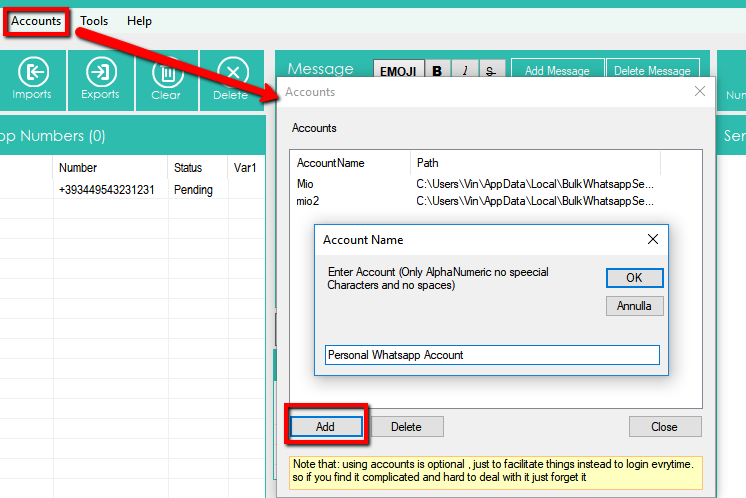 Accounts Tools Help
Imports Exports Clear Delete
Message EMOJI B I S Add Message Delete Message
Accounts
Accounts
pp Numbers (0)
Number Status Var1
+393449543231231 Pending
AccountName Path
Mio C:\Users\Vin\AppData\Local\BulkWhatsappSe...
mio2 C:\Users\Vin\AppData\Local\BulkWhatsappSe...
Account Name
Enter Account (Only AlphaNumeric no speecial
Characters and no spaces)
OK
Annulla
Personal Whatsapp Account
Add Delete Close
Note that: using accounts is optional , just to facilitate things instead to login evrytime.
so if you find it complicated and hard to deal with it just forget it